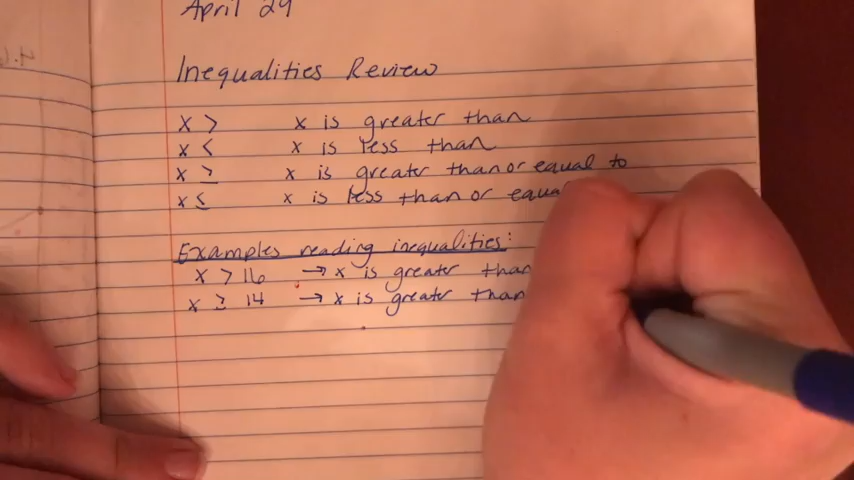 April 29
Inequalities Review
x > x is greater than
x < x is less than
x ≥ x is greater than or equal to
x ≤ x is less than or equal
Examples reading inequalities:
x > 16 → x is greater than
x ≥ 14 → x is greater than